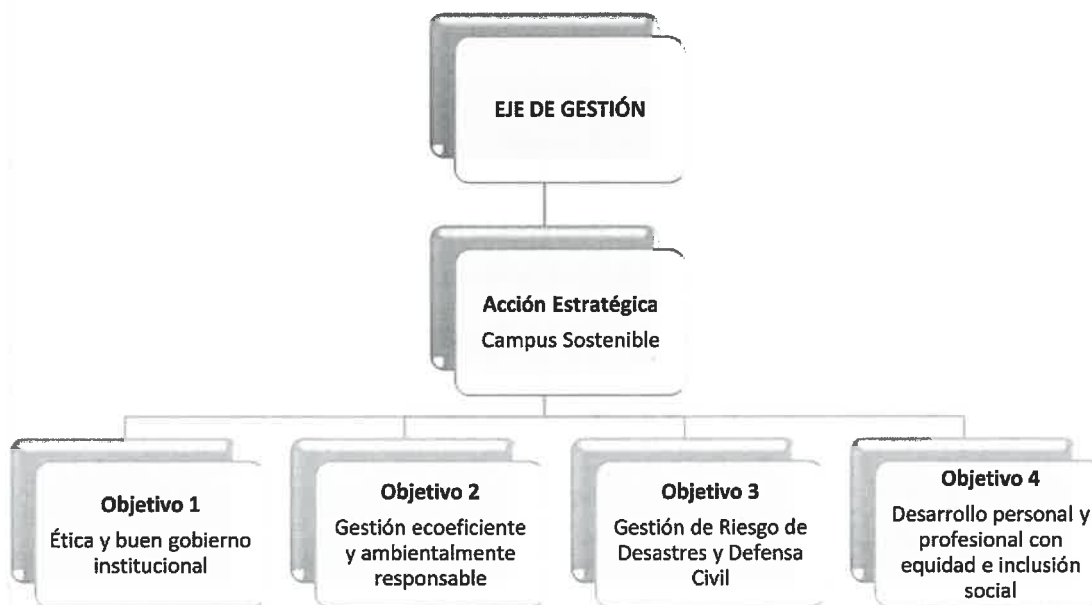 EJE DE GESTIÓN
Acción Estratégica
Campus Sostenible
Objetivo 1
Ética y buen gobierno
institucional
Objetivo 2
Gestión ecoeficiente
y ambientalmente
responsable
Objetivo 3
Gestión de Riesgo de
Desastres y Defensa
Civil
Objetivo 4
Desarrollo personal y
profesional con
equidad e inclusión
social